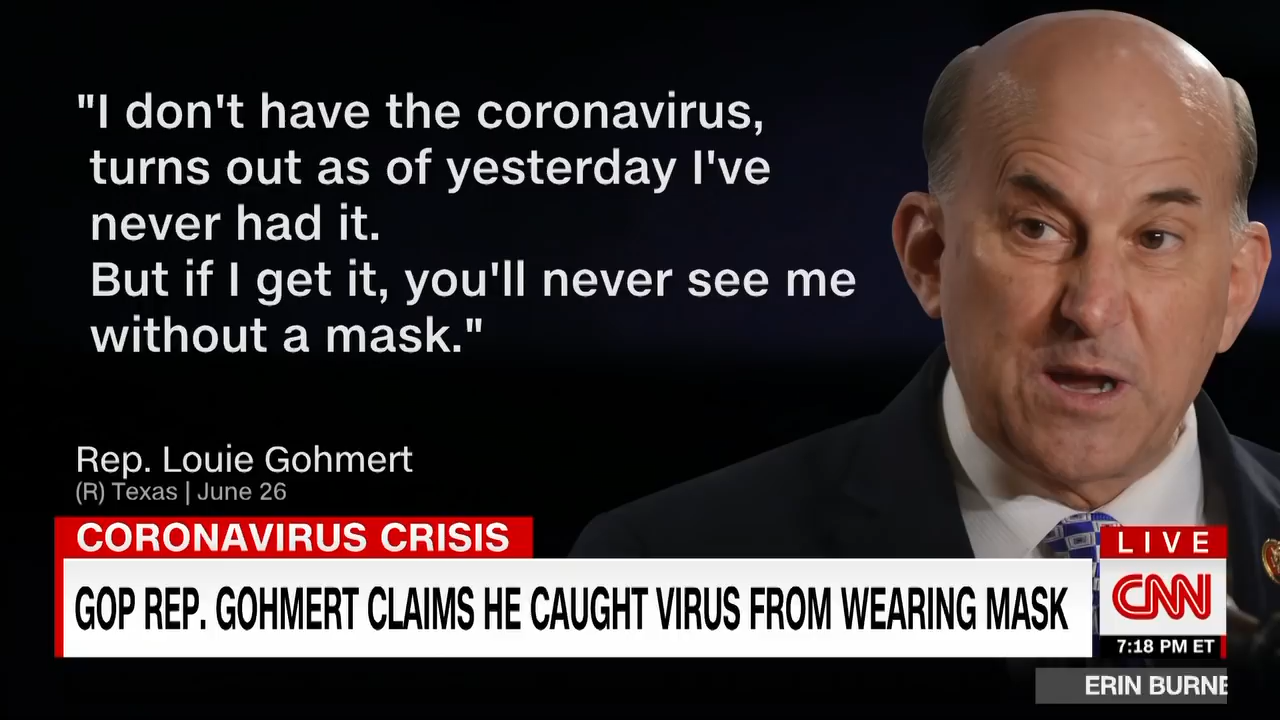 "I don't have the coronavirus,
turns out as of yesterday I've
never had it.
But if I get it, you'll never see me
without a mask."
Rep. Louie Gohmert
(R) Texas | June 26
CORONAVIRUS CRISIS
GOP REP. GOHMERT CLAIMS HE CAUGHT VIRUS FROM WEARING MASK
LIVE
CNN
7:18 PM ET
ERIN BURNE